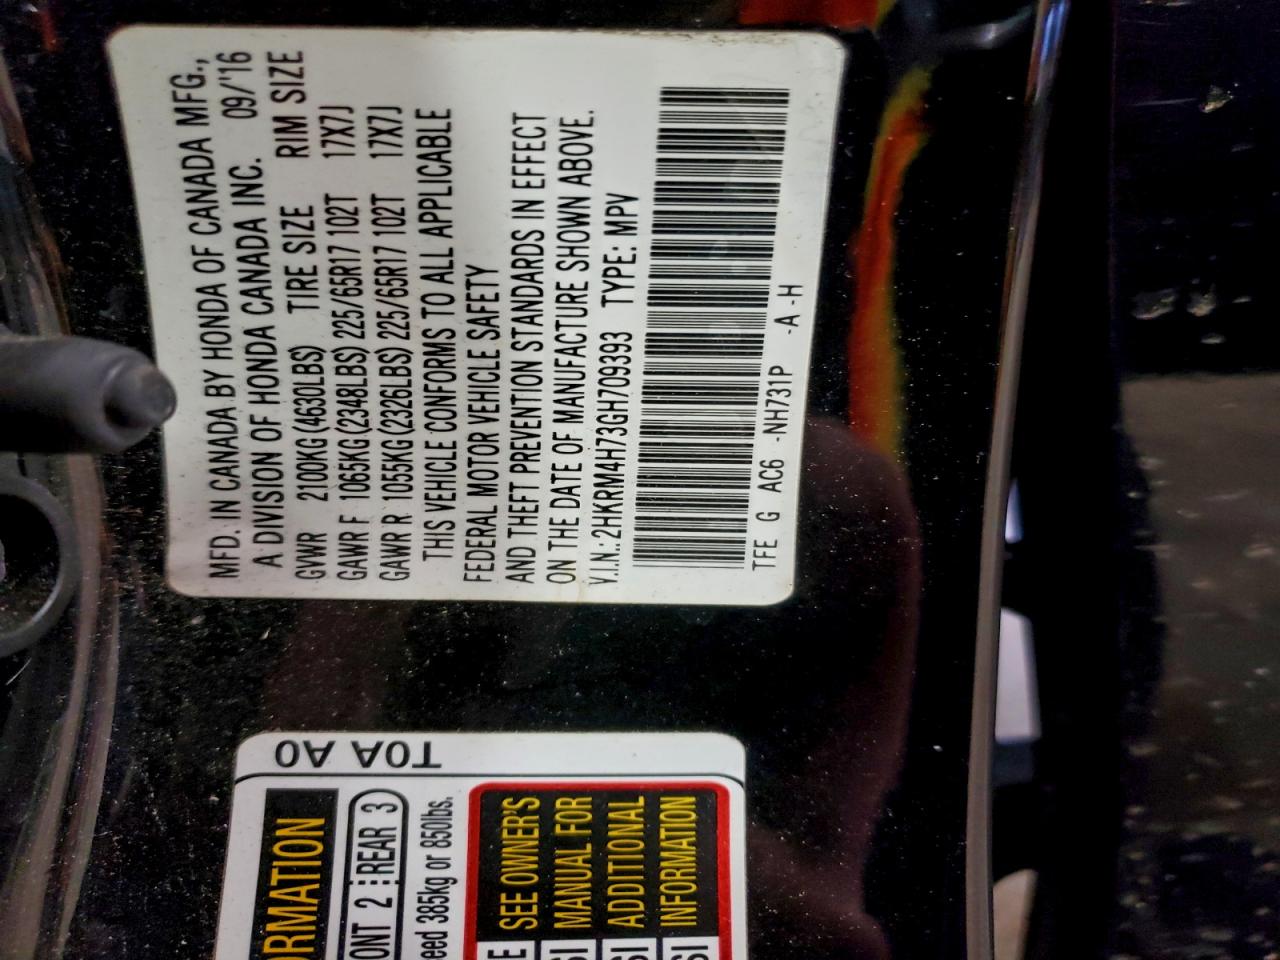 MFD. IN CANADA BY HONDA OF CANADA MFG.,
A DIVISION OF HONDA CANADA INC. 09/'16
GVWR 2100KG(4630LBS) TIRE SIZE RIM SIZE
GAWR F 1065KG(2348LBS) 225/65R17 102T 17X7J
GAWR R 1055KG(2326LBS) 225/65R17 102T 17X7J
THIS VEHICLE CONFORMS TO ALL APPLICABLE
FEDERAL MOTOR VEHICLE SAFETY
AND THEFT PREVENTION STANDARDS IN EFFECT
ON THE DATE OF MANUFACTURE SHOWN ABOVE.
V.I.N.:2HKRM4H73GH709393 TYPE: MPV
TFE G AC6 -NH731P -A-H
T0A A0
REAR 3
2
385kg or 850lbs.
SEE OWNER'S
MANUAL FOR
ADDITIONAL
INFORMATION